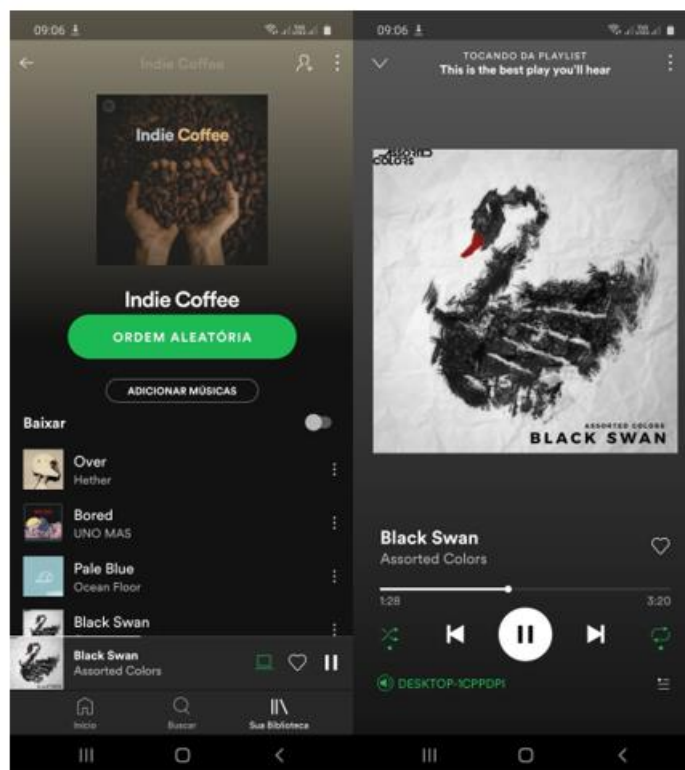 09:06
Indie Coffee
Indie Coffee
Indie Coffee
ORDEM ALEATÓRIA
ADICIONAR MÚSICAS
Baixar
Over
Hether
Bored
UNO MAS
Pale Blue
Ocean Floor
Black Swan
Black Swan
Assorted Colors
Início
Buscar
Sua Biblioteca
09:06
TOCANDO DA PLAYLIST
This is the best play you'll hear
ASSORTED
COLORS
ASSORTED COLORS
BLACK SWAN
Black Swan
Assorted Colors
1:28
3:20
DESKTOP-1CPPDPI